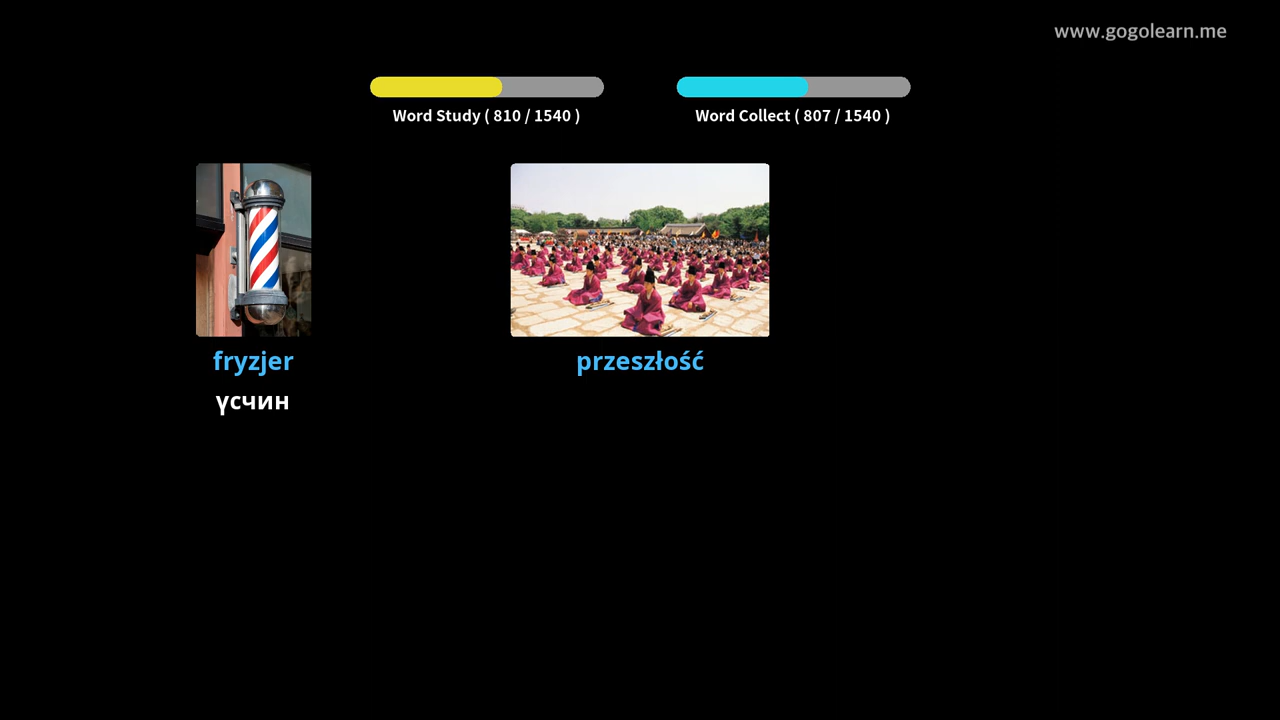 www.gogolearn.me
Word Study ( 810 / 1540 )
Word Collect ( 807 / 1540 )
fryzjer
үсчин
przeszłość